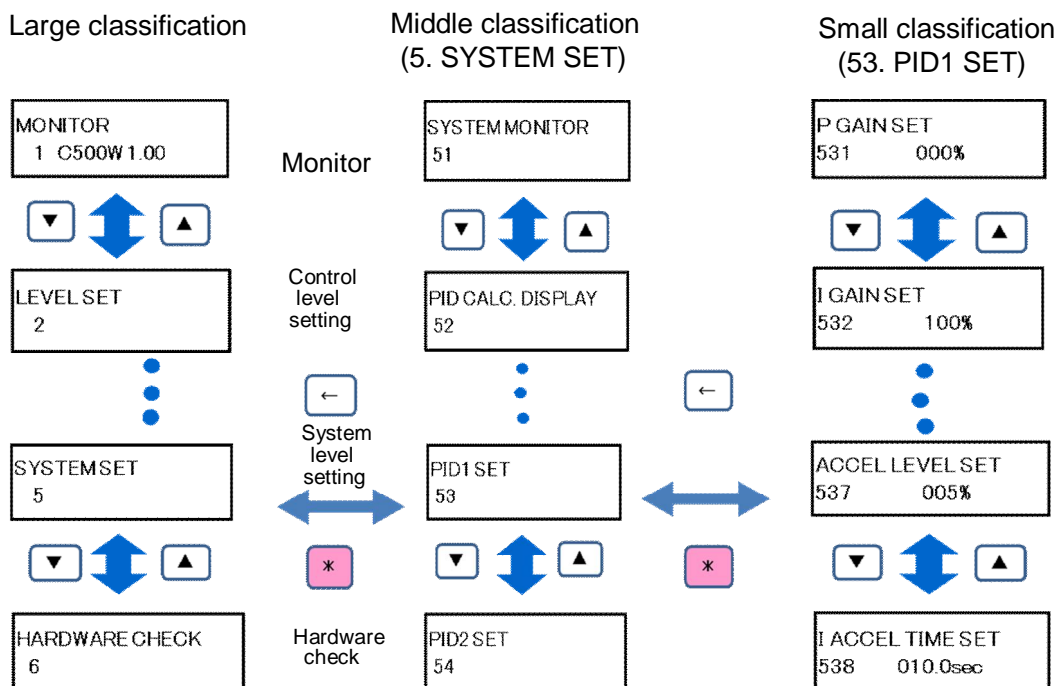 Large classification
Middle classification
(5. SYSTEM SET)
Small classification
(53. PID1 SET)
MONITOR
1 C500W 1.00
▼ ▲
LEVEL SET
2
SYSTEM SET
5
▼ ▲
HARDWARE CHECK
6
Monitor
Control
level
setting
←
System
level
setting
*
Hardware
check
SYSTEM MONITOR
51
▼ ▲
PID CALC. DISPLAY
52
PID1 SET
53
▼ ▲
PID2 SET
54
←
*
P GAIN SET
531 000%
▼ ▲
I GAIN SET
532 100%
ACCEL LEVEL SET
537 005%
▼ ▲
I ACCEL TIME SET
538 010.0sec